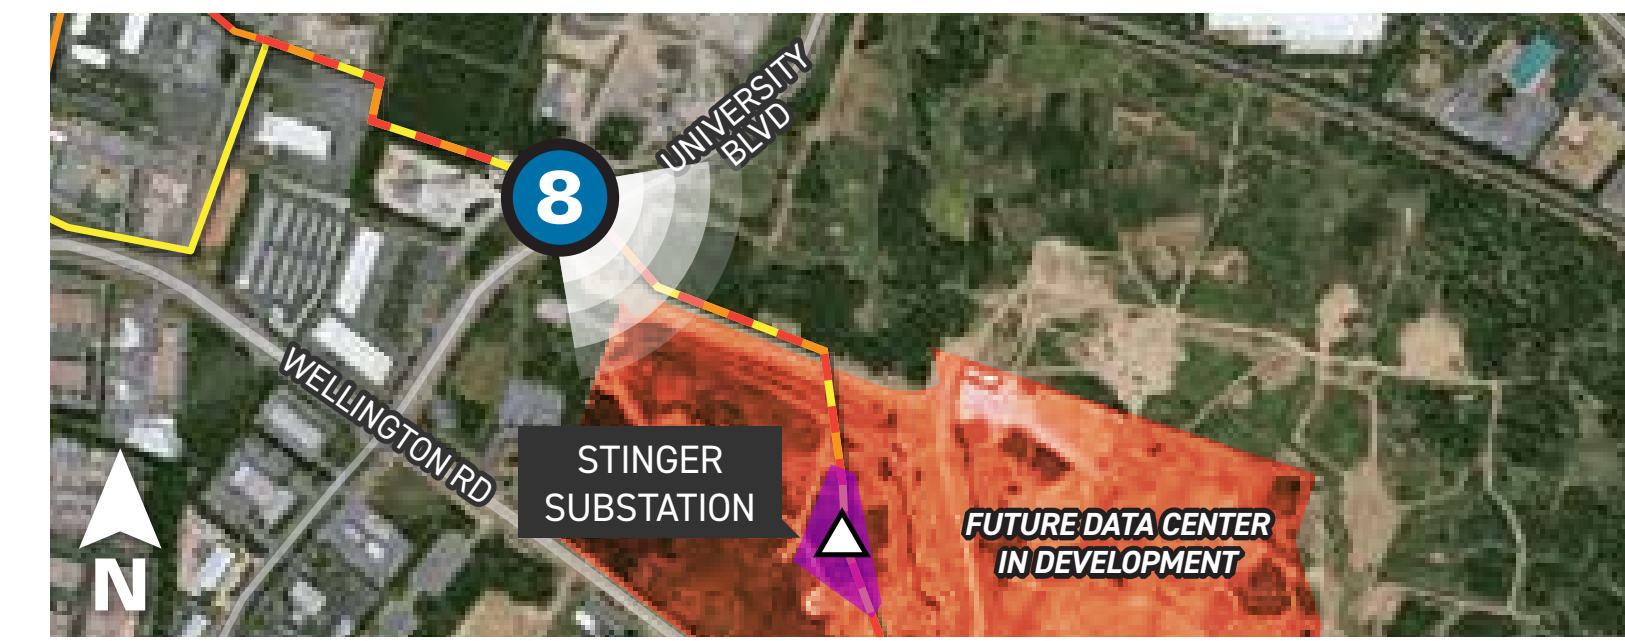 UNIVERSITY
BLVD
8
WELLINGTON RD
STINGER
SUBSTATION
FUTURE DATA CENTER
IN DEVELOPMENT
N